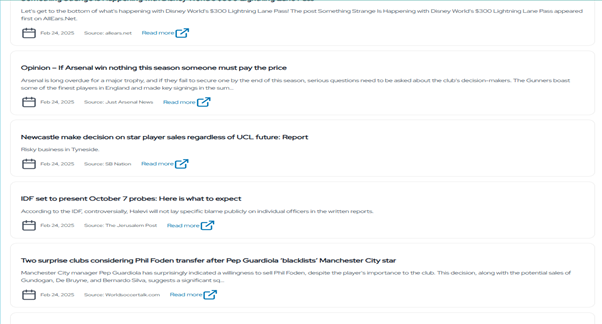 Let's get to the bottom of what's happening with Disney World's $300 Lightning Lane Pass! The post Something Strange Is Happening with Disney World's $300 Lightning Lane Pass appeared
first on AllEars.Net.
Feb 24, 2025 Source: allears.net Read more
Opinion – If Arsenal win nothing this season someone must pay the price
Arsenal is long overdue for a major trophy, and if they fail to secure one by the end of this season, serious questions need to be asked about the club's decision-makers. The Gunners boast
some of the finest players in England and made key signings in the sum...
Feb 24, 2025 Source: Just Arsenal News Read more
Newcastle make decision on star player sales regardless of UCL future: Report
Risky business in Tyneside.
Feb 24, 2025 Source: SB Nation Read more
IDF set to present October 7 probes: Here is what to expect
According to the IDF, controversially, Halevi will not lay specific blame publicly on individual officers in the written reports.
Feb 24, 2025 Source: The Jerusalem Post Read more
Two surprise clubs considering Phil Foden transfer after Pep Guardiola 'blacklists' Manchester City star
Manchester City manager Pep Guardiola has surprisingly indicated a willingness to sell Phil Foden, despite the player's importance to the club. This decision, along with the potential sales of
Gundogan, De Bruyne, and Bernardo Silva, suggests a significant sq...
Feb 24, 2025 Source: Worldsoccertalk.com Read more